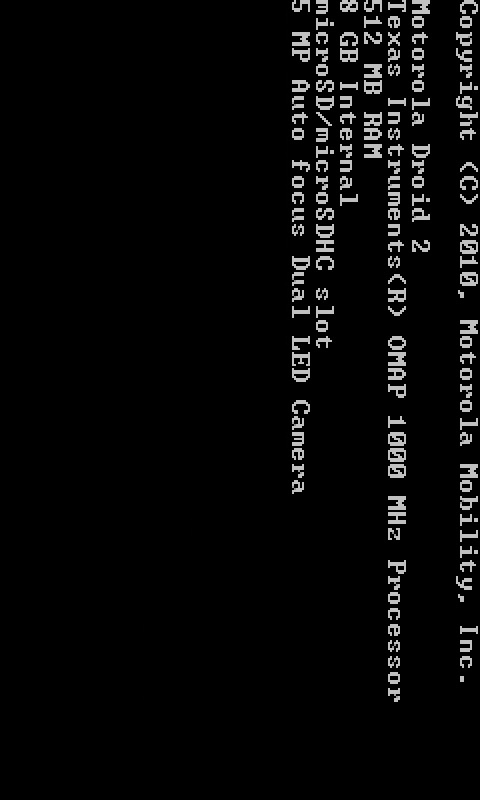 Copyright (C) 2010, Motorola Mobility, Inc.
Motorola Droid 2
Texas Instruments(R) OMAP 1000 MHz Processor
512 MB RAM
8 GB Internal
microSD/microSDHC slot
5 MP Auto focus Dual LED Camera